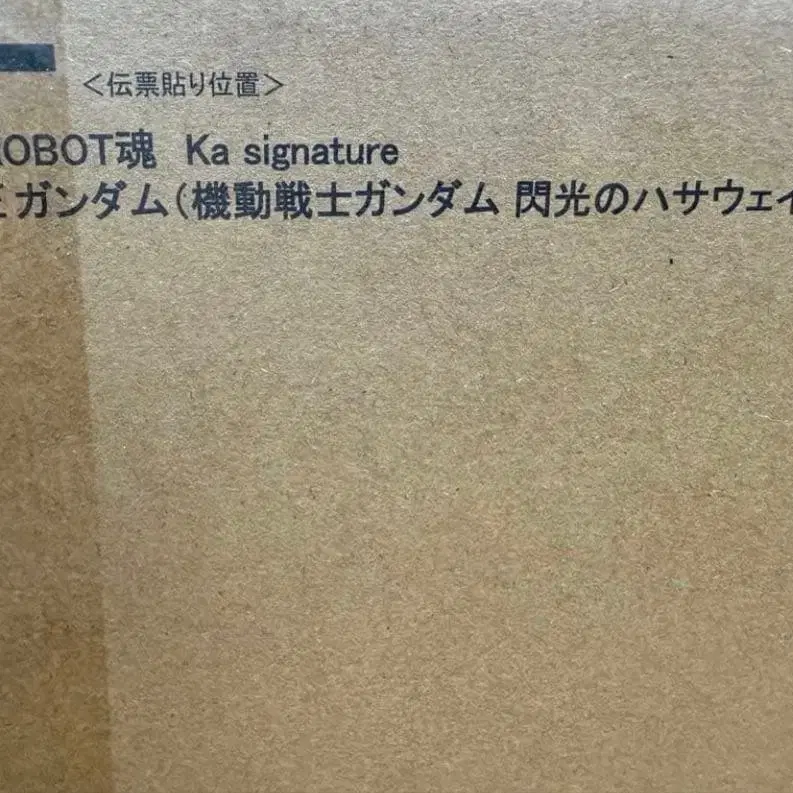 ＜伝票貼り位置＞
ROBOT魂 Ka signature
ガンダム（機動戦士ガンダム 閃光のハサウェイ